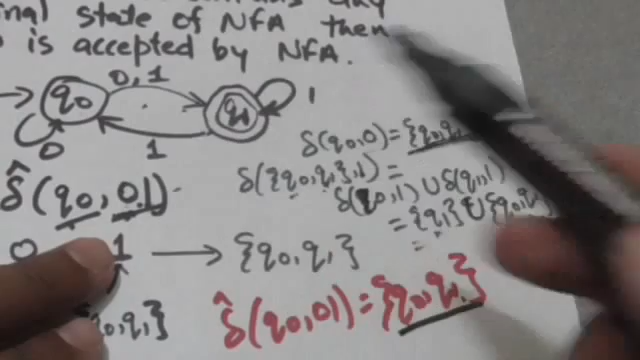 final state of NFA then
is accepted by NFA.
0,1
q0
q1
1
0
1
δ(q0,0)={q0,q1
δ({q0,q1},1)=
δ(q0,1)∪δ(q1,1)
δ̂(q0,01)
={q1}∪{q0,q1
=
0 1 → {q0,q1}
q0,q1}
δ̂(q0,01)={q0,q1}